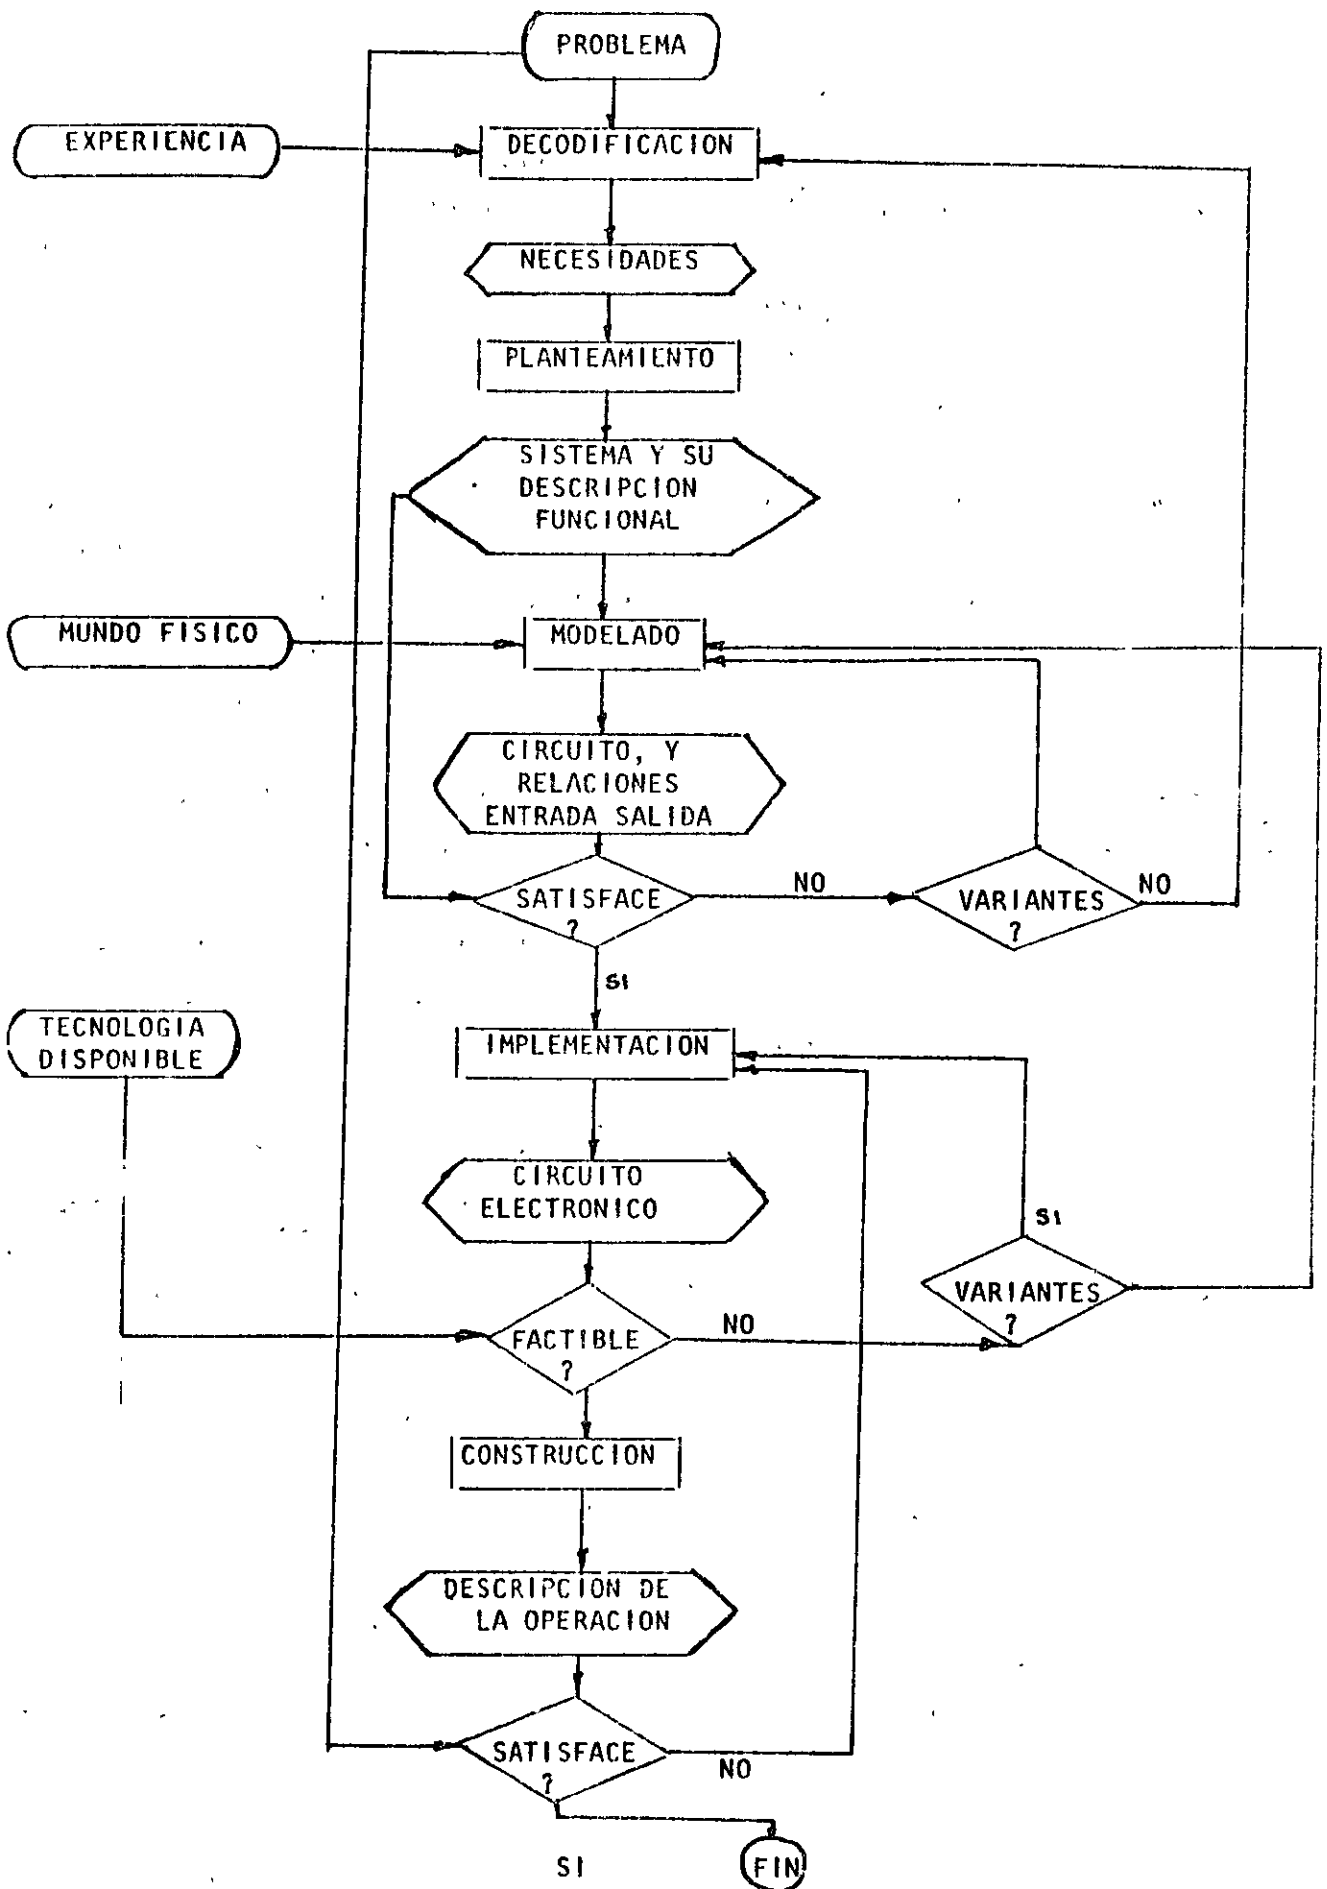 PROBLEMA
EXPERIENCIA
DECODIFICACION
NECESIDADES
PLANTEAMIENTO
SISTEMA Y SU
DESCRIPCION
FUNCIONAL
MUNDO FISICO
MODELADO
CIRCUITO, Y
RELACIONES
ENTRADA SALIDA
SATISFACE
?
NO
VARIANTES
?
NO
SI
TECNOLOGIA
DISPONIBLE
IMPLEMENTACION
CIRCUITO
ELECTRONICO
SI
VARIANTES
?
FACTIBLE
?
NO
CONSTRUCCION
DESCRIPCION DE
LA OPERACION
SATISFACE
?
NO
SI
FIN